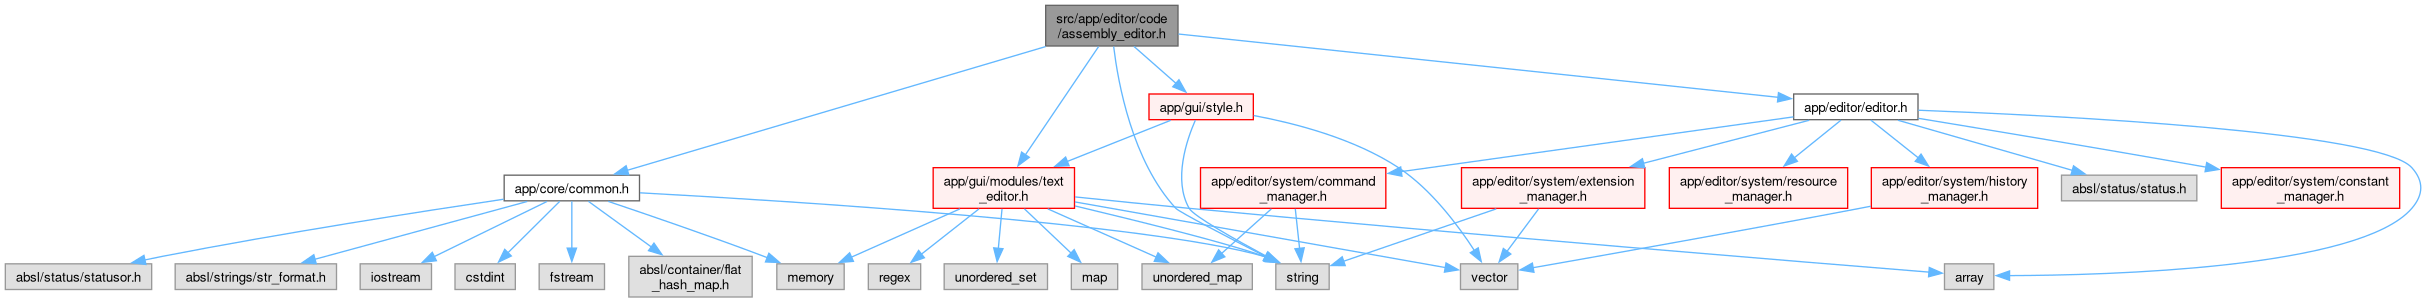 src/app/editor/code
/assembly_editor.h
app/gui/style.h
app/editor/editor.h
app/core/common.h
app/gui/modules/text
_editor.h
app/editor/system/command
_manager.h
app/editor/system/extension
_manager.h
app/editor/system/resource
_manager.h
app/editor/system/history
_manager.h
absl/status/status.h
app/editor/system/constant
_manager.h
absl/status/statusor.h
absl/strings/str_format.h
iostream
cstdint
fstream
absl/container/flat
_hash_map.h
memory
regex
unordered_set
map
unordered_map
string
vector
array